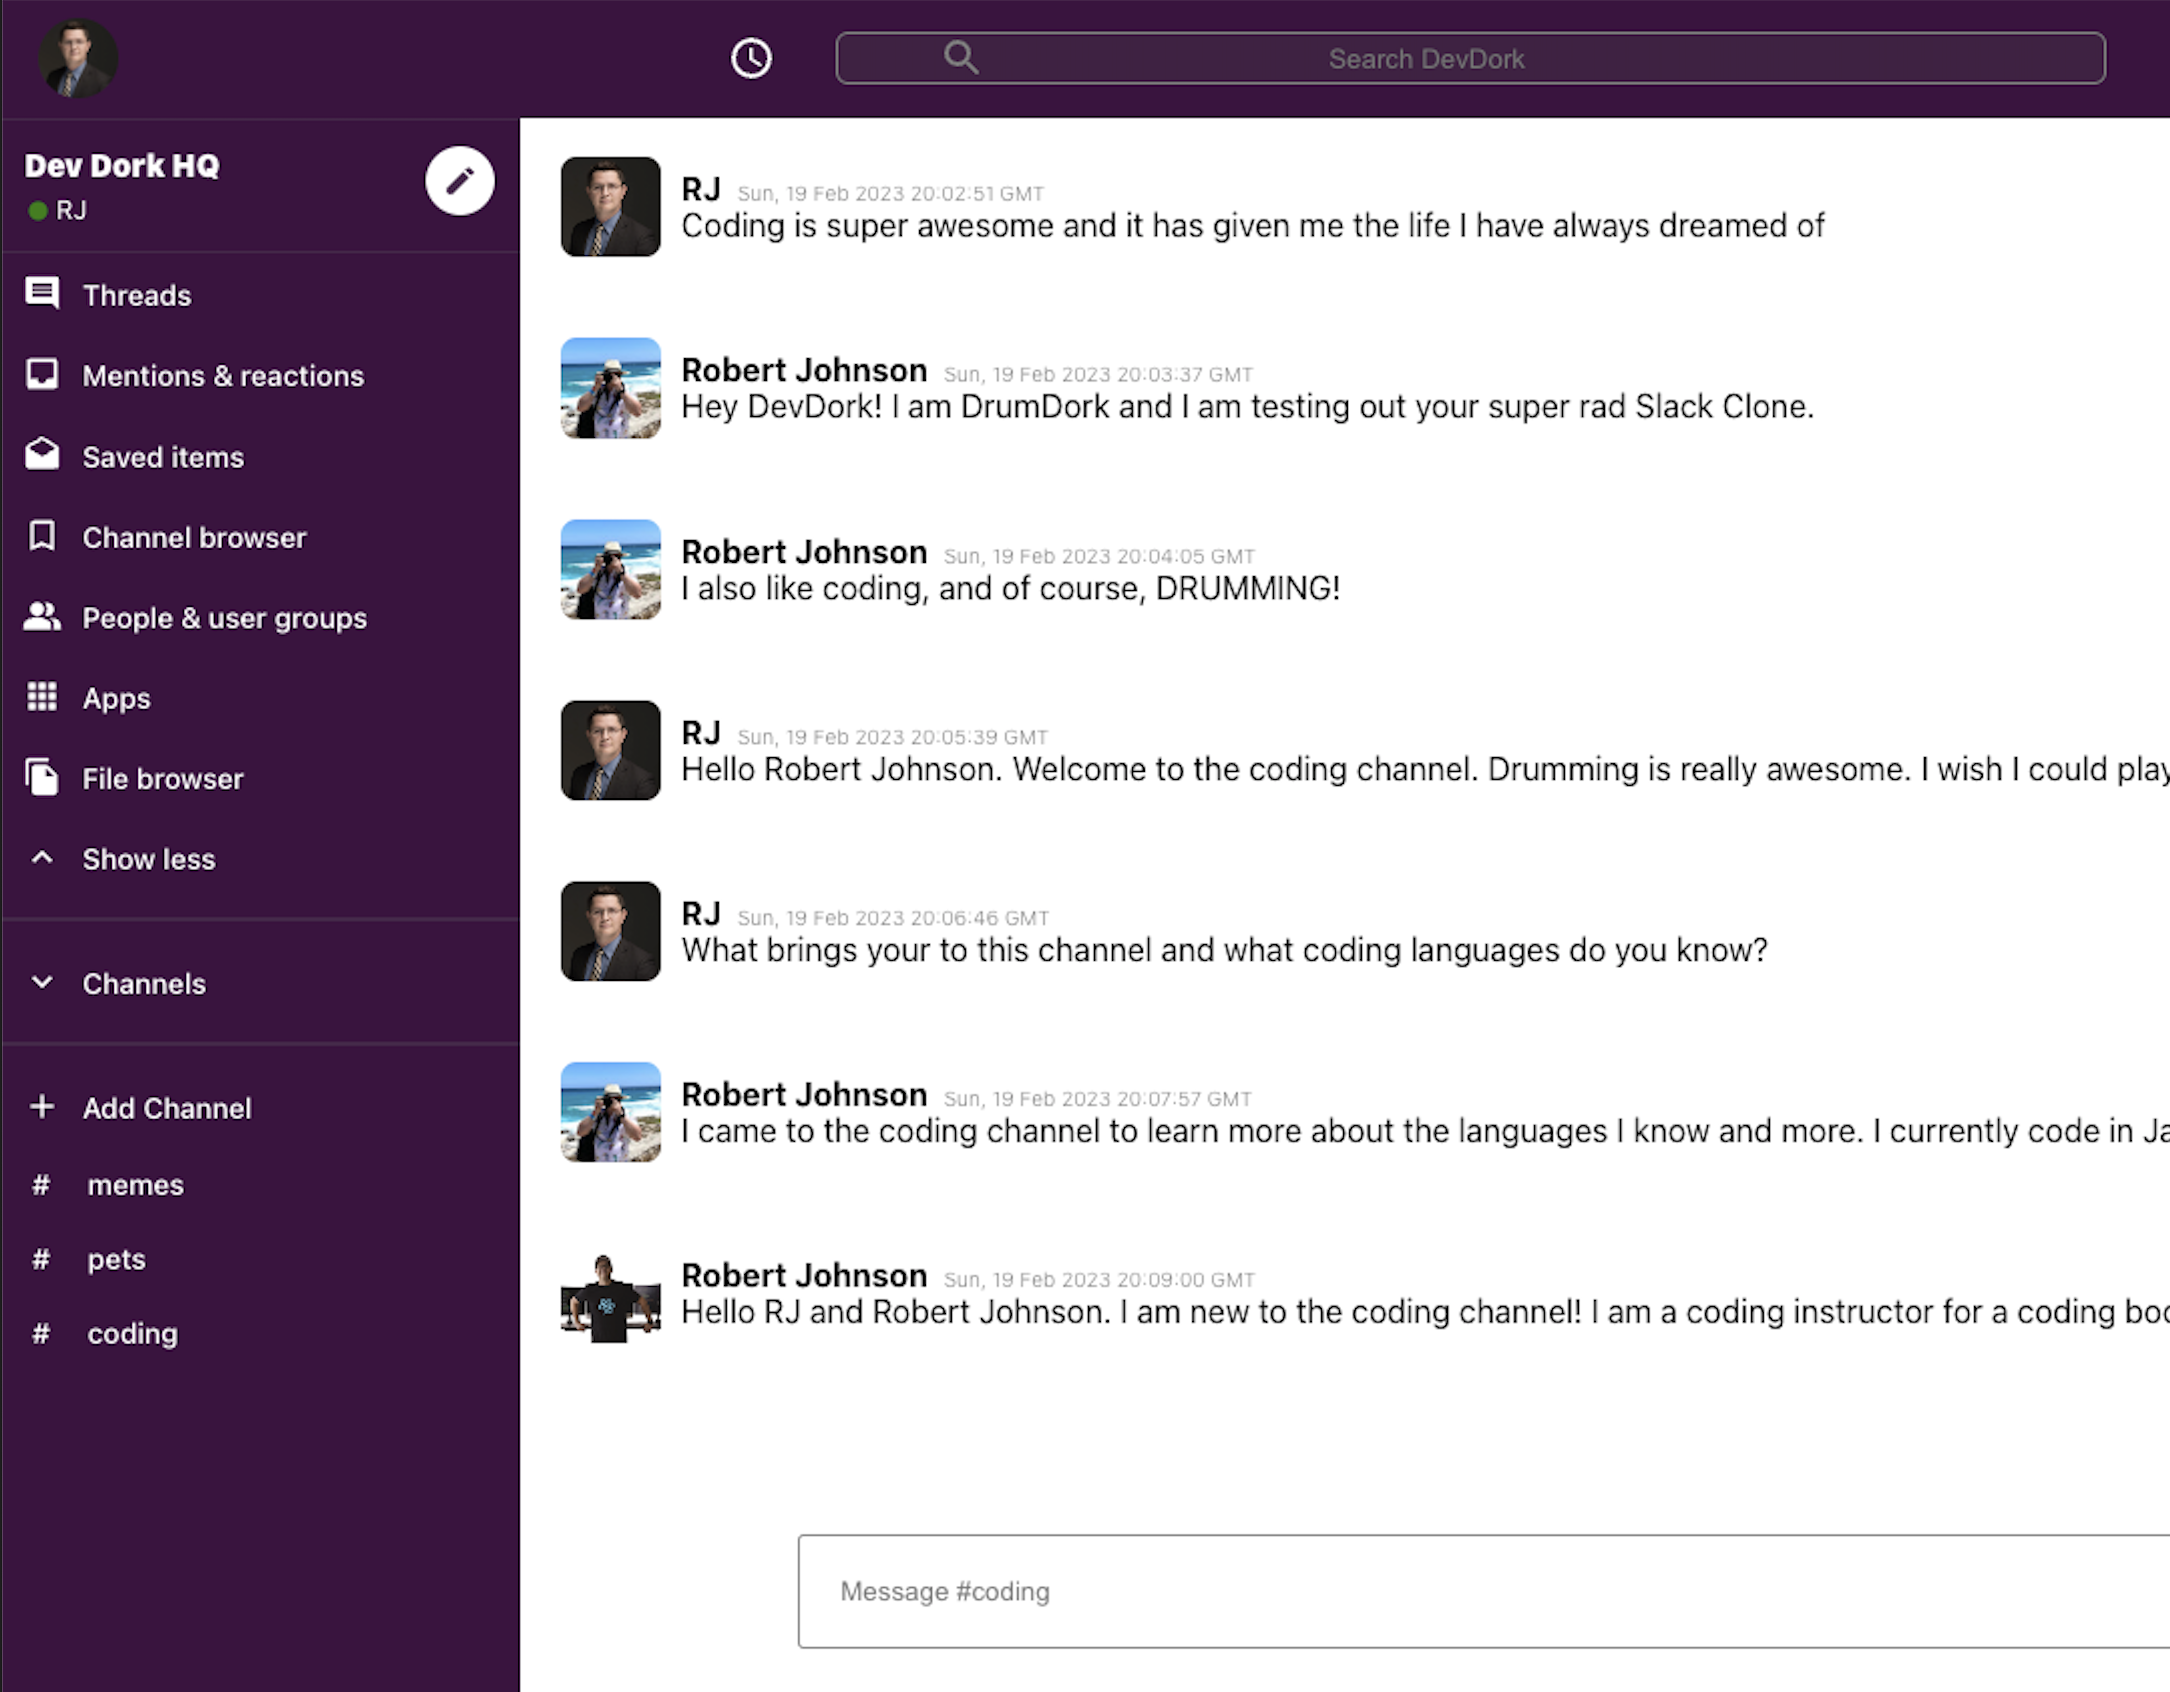 Search DevDork
Dev Dork HQ
RJ
Threads
Mentions & reactions
Saved items
Channel browser
People & user groups
Apps
File browser
Show less
Channels
Add Channel
# memes
# pets
# coding
RJ Sun, 19 Feb 2023 20:02:51 GMT
Coding is super awesome and it has given me the life I have always dreamed of
Robert Johnson Sun, 19 Feb 2023 20:03:37 GMT
Hey DevDork! I am DrumDork and I am testing out your super rad Slack Clone.
Robert Johnson Sun, 19 Feb 2023 20:04:05 GMT
I also like coding, and of course, DRUMMING!
RJ Sun, 19 Feb 2023 20:05:39 GMT
Hello Robert Johnson. Welcome to the coding channel. Drumming is really awesome. I wish I could play
RJ Sun, 19 Feb 2023 20:06:46 GMT
What brings your to this channel and what coding languages do you know?
Robert Johnson Sun, 19 Feb 2023 20:07:57 GMT
I came to the coding channel to learn more about the languages I know and more. I currently code in
Robert Johnson Sun, 19 Feb 2023 20:09:00 GMT
Hello RJ and Robert Johnson. I am new to the coding channel! I am a coding instructor for a coding
Message #coding